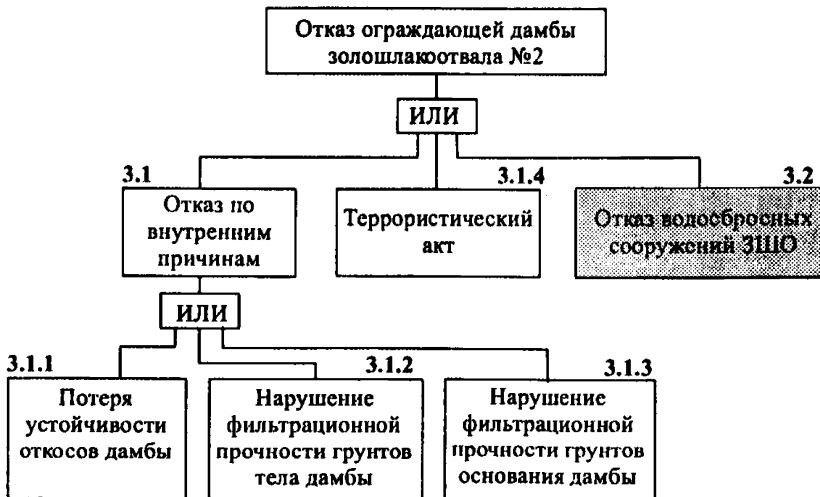 Отказ ограждающей дамбы
золошлакоотвала №2
ИЛИ
3.1
Отказ по
внутренним
причинам
3.1.4
Террористический
акт
3.2
Отказ водосбросных
сооружений ЗШО
ИЛИ
3.1.1
Потеря
устойчивости
откосов дамбы
3.1.2
Нарушение
фильтрационной
прочности грунтов
тела дамбы
3.1.3
Нарушение
фильтрационной
прочности грунтов
основания дамбы